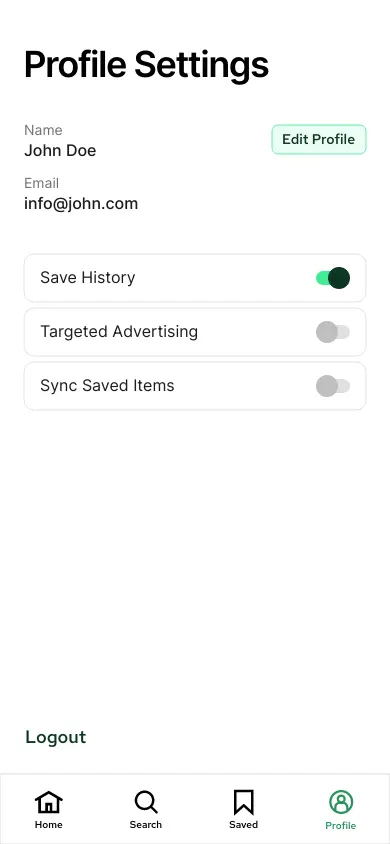 Profile Settings
Name
John Doe
Edit Profile
Email
info@john.com
Save History
Targeted Advertising
Sync Saved Items
Logout
Home
Search
Saved
Profile